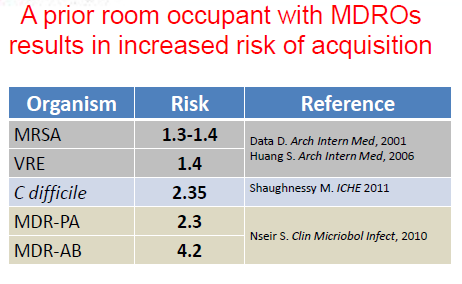 A prior room occupant with MDROs
results in increased risk of acquisition
Organism Risk Reference
MRSA 1.3-1.4
Data D. Arch Intern Med, 2001
Huang S. Arch Intern Med, 2006
VRE 1.4
C difficile 2.35 Shaughnessy M. ICHE 2011
MDR-PA 2.3
Nseir S. Clin Micriobol Infect, 2010
MDR-AB 4.2